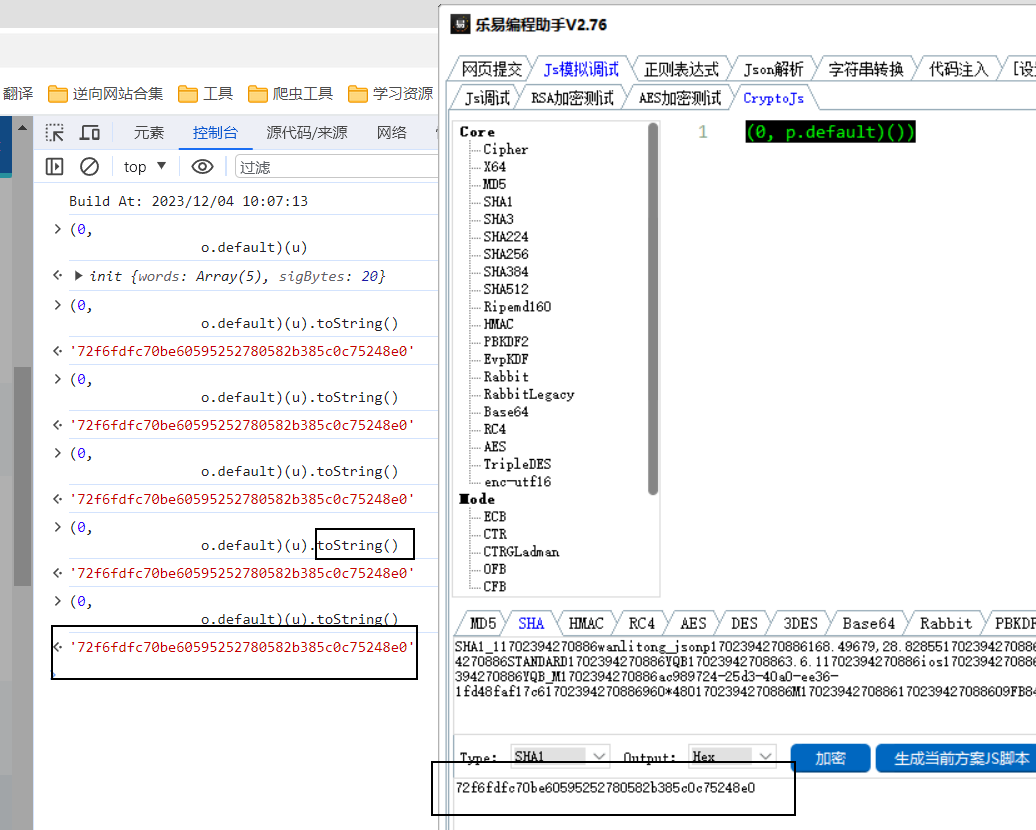 翻译 逆向网站合集 工具 爬虫工具 学习资源
元素 控制台 源代码/来源 网络
top ▼ 过滤
Build At: 2023/12/04 10:07:13
(0,
o.default)(u)
init {words: Array(5), sigBytes: 20}
(0,
o.default)(u).toString()
'72f6fdfc70be60595252780582b385c0c75248e0'
(0,
o.default)(u).toString()
'72f6fdfc70be60595252780582b385c0c75248e0'
(0,
o.default)(u).toString()
'72f6fdfc70be60595252780582b385c0c75248e0'
(0,
o.default)(u).toString()
'72f6fdfc70be60595252780582b385c0c75248e0'
(0,
o.default)(u).toString()
'72f6fdfc70be60595252780582b385c0c75248e0'
乐易编程助手V2.76
网页提交 Js模拟调试 正则表达式 Json解析 字符串转换 代码注入 [设
Js调试 RSA加密测试 AES加密测试 CryptoJs
Core
Cipher
X64
MD5
SHA1
SHA3
SHA224
SHA256
SHA384
SHA512
Ripemd160
HMAC
PBKDF2
EvpKDF
Rabbit
RabbitLegacy
Base64
RC4
AES
TripleDES
enc-utf16
Mode
ECB
CTR
CTRGLadman
OFB
CFB
1 (0, p.default)())
MD5 SHA HMAC RC4 AES DES 3DES Base64 Rabbit PBKDF
SHA1_11702394270886wanlitong_jsonp1702394270886168.49679,28.8285517023942708
4270886STANDARD1702394270886YQB17023942708863.6.11702394270886ios17023942708
394270886YQB_M1702394270886ac989724-25d3-40a0-ee36-
1fd48faf17c61702394270886960*4801702394270886M1702394270886170239427088609FB84
Type: SHA1 Output: Hex 加密 生成当前方案JS脚本
72f6fdfc70be60595252780582b385c0c75248e0